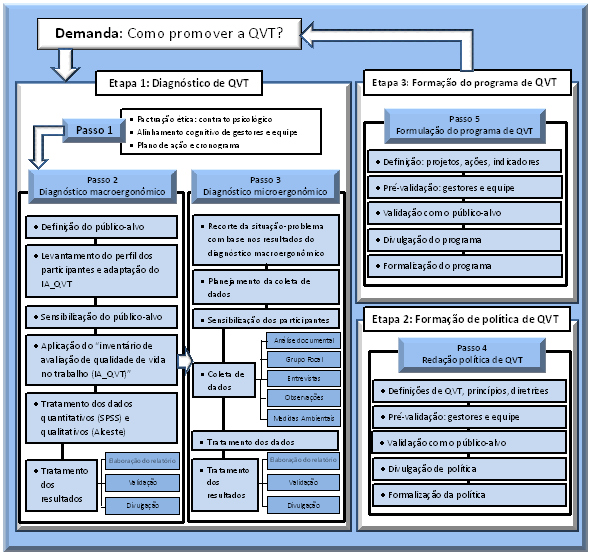 Demanda: Como promover a QVT?
Etapa 1: Diagnóstico de QVT
Passo 1
• Pacturação ética: contrato psicológico
• Alinhamento cognitivo de gestores e equipe
• Plano de ação e cronograma
Passo 2
Diagnóstico macroergonómico
• Definição do público-alvo
• Levantamento do perfil dos
participantes e adaptação do
IA_QVT
• Sensibilização do público-alvo
• Aplicação do "inventário
de avaliação de qualidade de vida
no trabalho (IA_QVT)"
• Tratamento dos dados
quantitativos (SPSS) e
qualitativos (Alceste)
• Tratamento
dos
resultados
Elaboração do relatório
Validação
Divulgação
Passo 3
Diagnóstico microergonómico
• Recorte da situação-problema
com base nos resultados do
diagnóstico macroergonómico
• Planejamento da coleta de
dados
• Sensibilização dos participantes
• Coleta de
dados
Análise documental
Grupo Focal
Entrevistas
Observações
Medidas Ambientais
• Tratamento dos dados
• Tratamento
dos
resultados
Elaboração do relatório
Validação
Divulgação
Etapa 3: Formação do programa de QVT
Passo 5
Formulação do programa de QVT
• Definição: projetos, ações, indicadores
• Pré-validação: gestores e equipe
• Validação com o público-alvo
• Divulgação do programa
• Formalização do programa
Etapa 2: Formação de política de QVT
Passo 4
Redação política de QVT
• Definições de QVT, princípios, diretrizes
• Pré-validação: gestores e equipe
• Validação com o público-alvo
• Divulgação de política
• Formalização da política